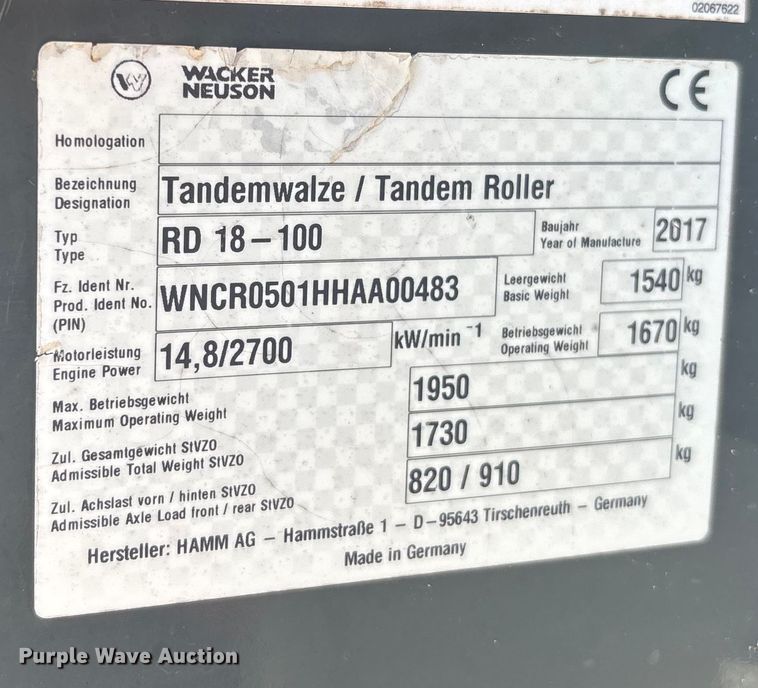 02067622
WACKER
NEUSON
CE
Homologation
Bezeichnung
Designation
Tandemwalze / Tandem Roller
Typ
Type
RD 18-100
Baujahr
Year of Manufacture
2017
Fz. Ident Nr.
Prod. Ident No.
(PIN)
WNCR0501HHAA00483
Leergewicht
Basic Weight
1540 kg
Motorleistung
Engine Power
14,8/2700 kW/min -1
Betriebsgewicht
Operating Weight
1670 kg
Max. Betriebsgewicht
Maximum Operating Weight
1950 kg
Zul. Gesamtgewicht StVZO
Admissible Total Weight StVZO
1730 kg
Zul. Achslast vorn / hinten StVZO
Admissible Axle Load front / rear StVZO
820 / 910 kg
Hersteller: HAMM AG - Hammstraße 1 - D-95643 Tirschenreuth - Germany
Made in Germany
Purple Wave Auction